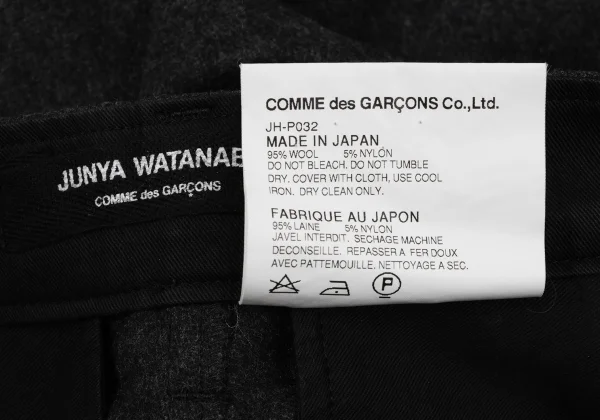 JUNYA WATANAB
COMME des GARÇONS
COMME des GARÇONS Co.,Ltd.
JH-P032
MADE IN JAPAN
95% WOOL 5% NYLON
DO NOT BLEACH. DO NOT TUMBLE
DRY. COVER WITH CLOTH, USE COOL
IRON. DRY CLEAN ONLY.
FABRIQUE AU JAPON
95% LAINE 5% NYLON
JAVEL INTERDIT. SECHAGE MACHINE
DECONSEILLE. REPASSER A FER DOUX
AVEC PATTEMOUILLE. NETTOYAGE A SEC.
P